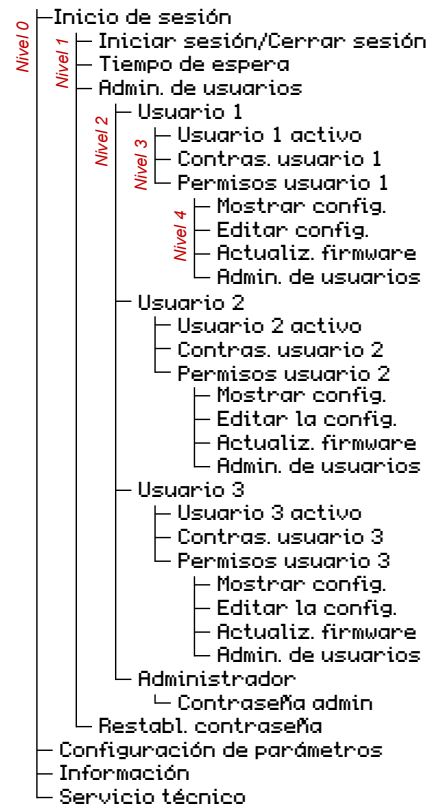 Nivel 0
Inicio de sesión
Nivel 1
Iniciar sesión/Cerrar sesión
Tiempo de espera
Admin. de usuarios
Nivel 2
Usuario 1
Nivel 3
Usuario 1 activo
Contras. usuario 1
Permisos usuario 1
Nivel 4
Mostrar config.
Editar config.
Actualiz. firmware
Admin. de usuarios
Usuario 2
Usuario 2 activo
Contras. usuario 2
Permisos usuario 2
Mostrar config.
Editar la config.
Actualiz. firmware
Admin. de usuarios
Usuario 3
Usuario 3 activo
Contras. usuario 3
Permisos usuario 3
Mostrar config.
Editar la config.
Actualiz. firmware
Admin. de usuarios
Administrador
Contraseña admin
Restabl. contraseña
Configuración de parámetros
Información
Servicio técnico